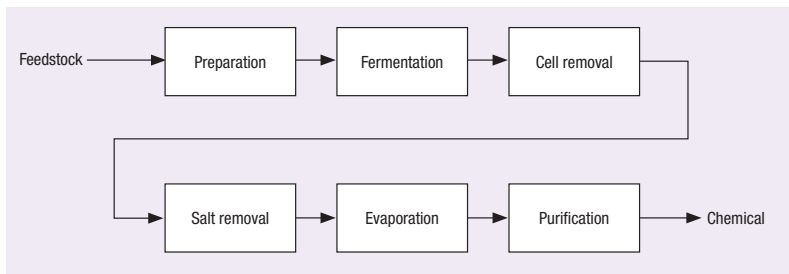 Feedstock
Preparation
Fermentation
Cell removal
Salt removal
Evaporation
Purification
Chemical